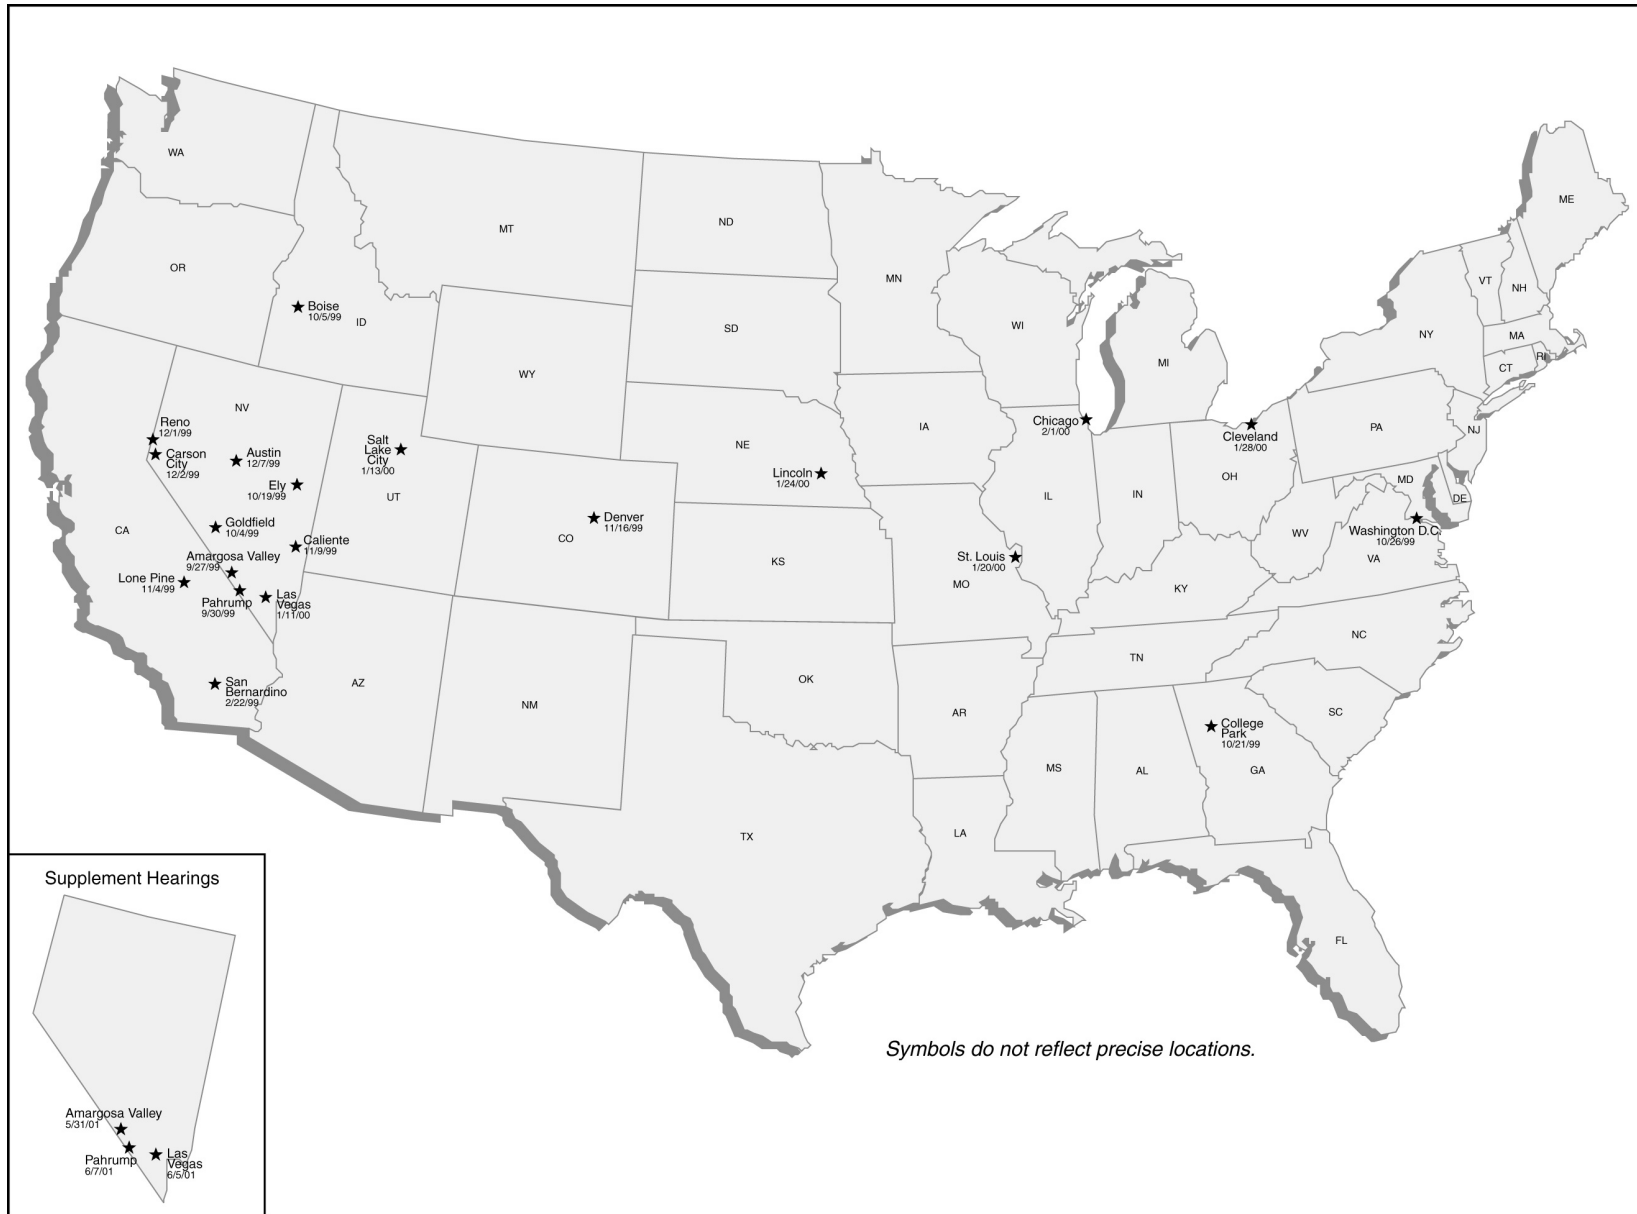 WA
OR
Boise
10/5/99
ID
MT
ND
MN
SD
WY
WI
MI
NY
VT
NH
ME
MA
CT
RI
NV
Reno
12/1/99
Carson
City
12/2/99
Austin
12/7/99
Ely
10/19/99
Goldfield
10/4/99
Caliente
11/9/99
Amargosa Valley
9/27/99
Lone Pine
11/4/99
Pahrump
9/30/99
Las
Vegas
1/11/00
CA
San
Bernardino
2/22/99
Salt
Lake
City
1/13/00
UT
Denver
11/16/99
CO
NE
Lincoln
1/24/00
IA
KS
Chicago
2/1/00
IL
IN
St. Louis
1/20/00
MO
Cleveland
1/28/00
OH
PA
NJ
MD
DE
WV
Washington D.C.
10/26/99
VA
KY
NC
TN
SC
AZ
NM
OK
AR
College
Park
10/21/99
GA
MS
AL
LA
TX
FL
Symbols do not reflect precise locations.
Supplement Hearings
Amargosa Valley
5/31/01
Pahrump
6/7/01
Las
Vegas
6/5/01